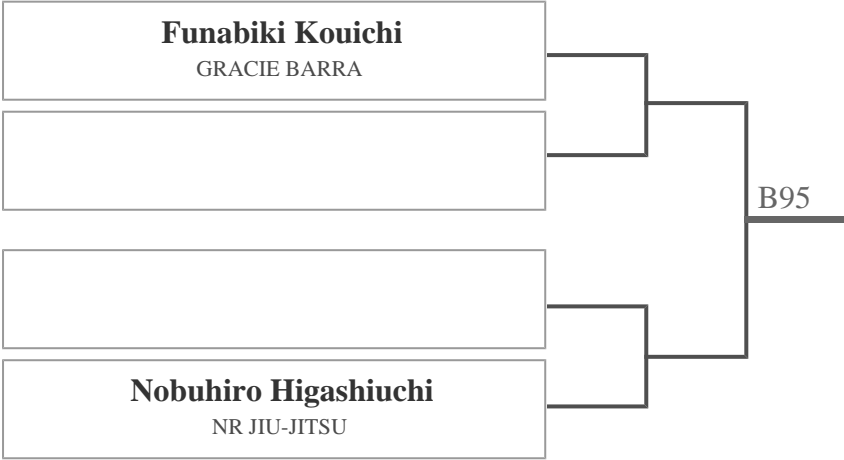 Funabiki Kouichi
GRACIE BARRA
B95
Nobuhiro Higashiuchi
NR JIU-JITSU